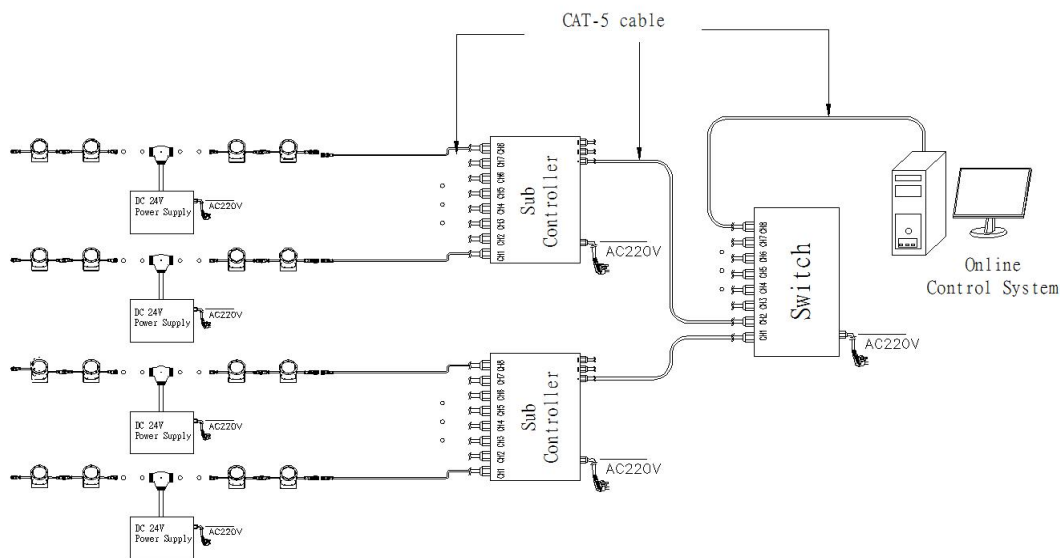 CAT-5 cable
CH8
CH7
CH6
CH5
CH4
CH3
CH2
CH1
Sub
Controller
AC220V
DC 24V
Power Supply
AC220V
DC 24V
Power Supply
AC220V
CH8
CH7
CH6
CH5
CH4
CH3
CH2
CH1
Switch
AC220V
Online
Control System
CH8
CH7
CH6
CH5
CH4
CH3
CH2
CH1
Sub
Controller
AC220V
DC 24V
Power Supply
AC220V
DC 24V
Power Supply
AC220V